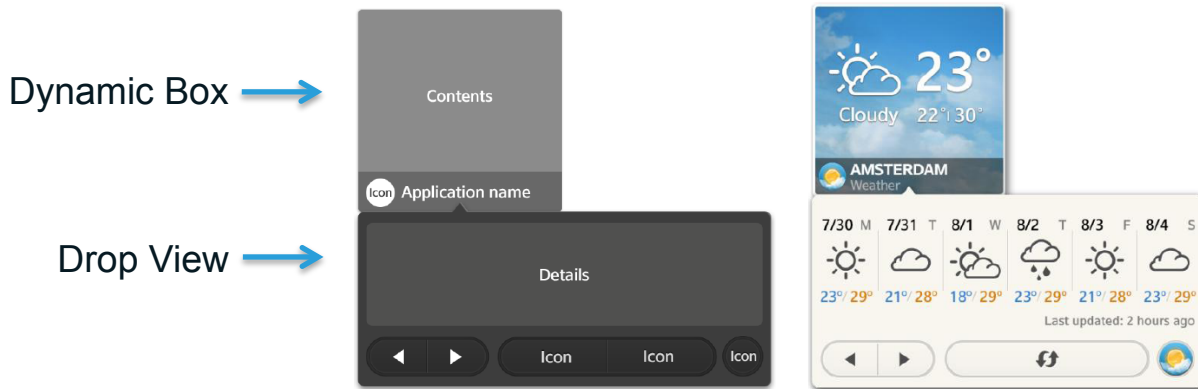 Dynamic Box
Contents
Icon Application name
Drop View
Details
Icon Icon Icon
23°
Cloudy 22°| 30°
AMSTERDAM
Weather
7/30 M 7/31 T 8/1 W 8/2 T 8/3 F 8/4 S
23°/ 29° 21°/ 28° 18°/ 29° 23°/ 29° 21°/ 28° 23°/ 29°
Last updated: 2 hours ago